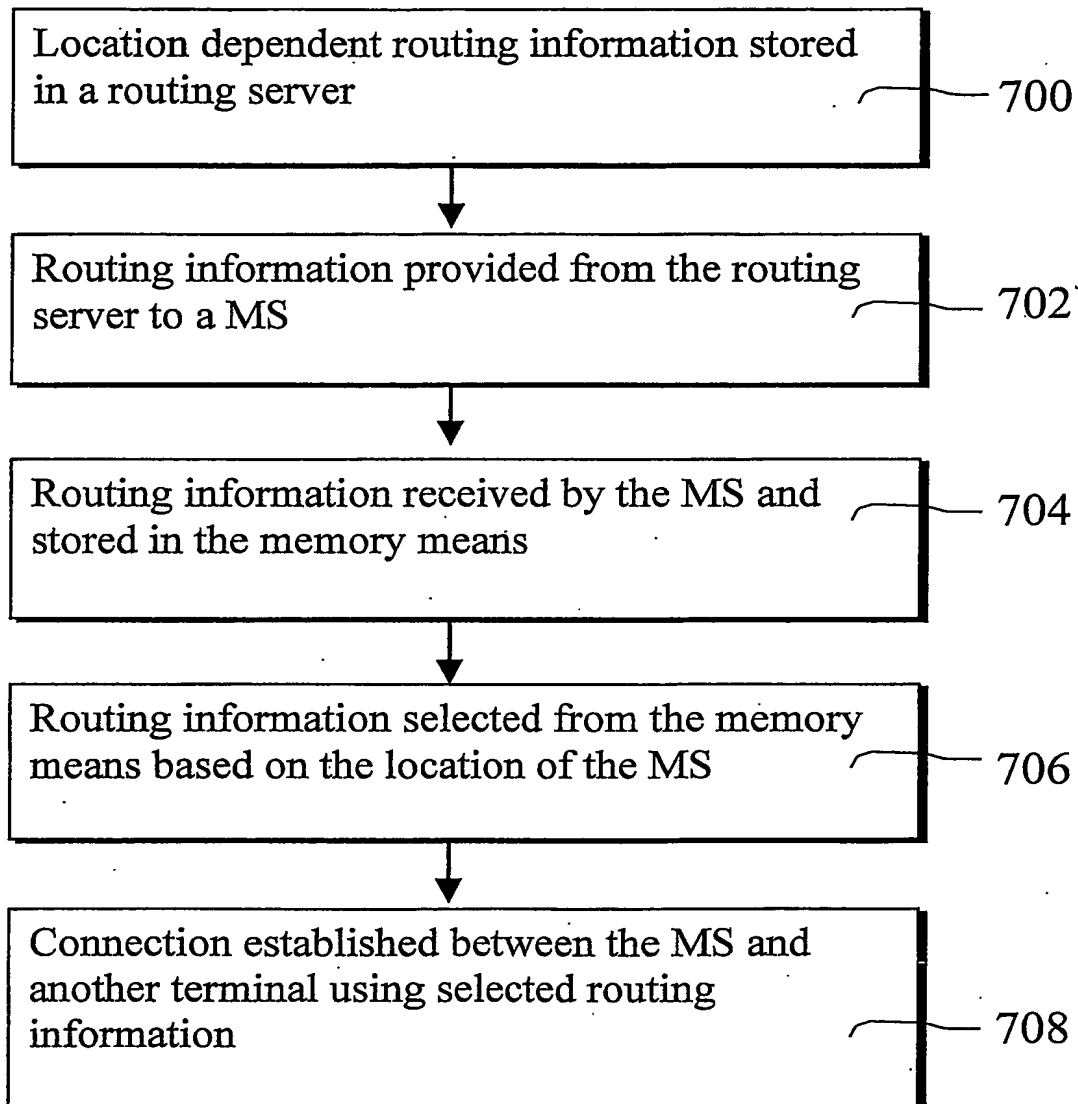 Location dependent routing information stored
in a routing server
700
Routing information provided from the routing
server to a MS
702
Routing information received by the MS and
stored in the memory means
704
Routing information selected from the memory
means based on the location of the MS
706
Connection established between the MS and
another terminal using selected routing
information
708